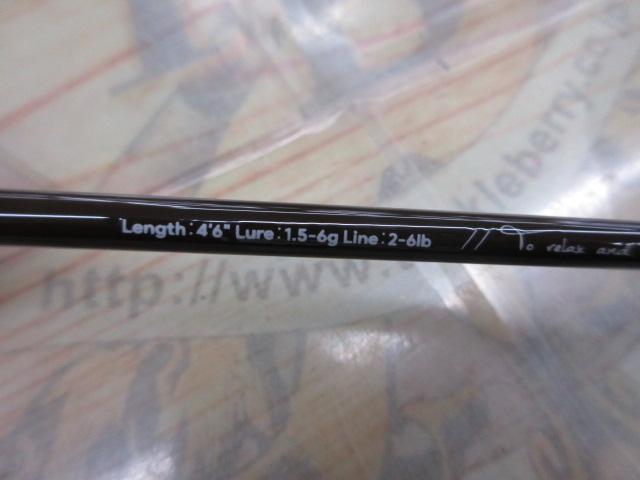 Length:4'6" Lure:1.5-6g Line:2-6lb To relax and
http://www.
kleberry.co